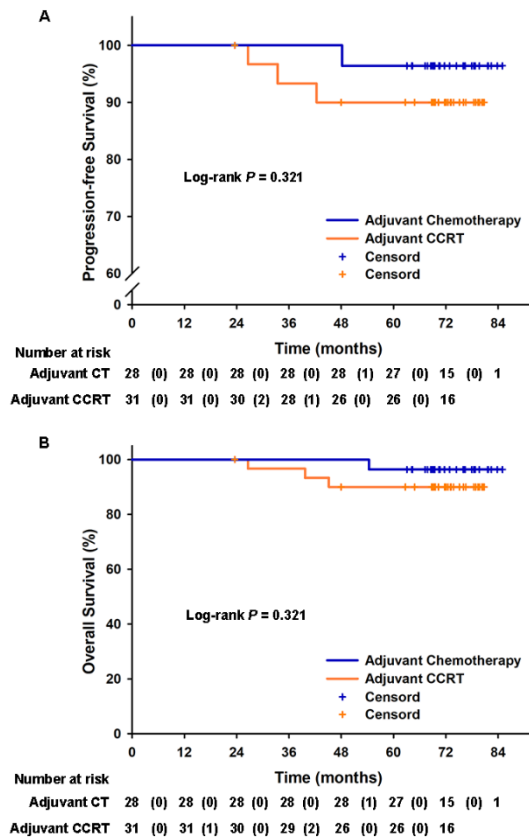 A
Progression-free Survival (%)
100
90
80
70
60
0
Log-rank P = 0.321
Adjuvant Chemotherapy
Adjuvant CCRT
Censord
Censord
0 12 24 36 48 60 72 84
Time (months)
Number at risk
Adjuvant CT 28 (0) 28 (0) 28 (0) 28 (0) 28 (1) 27 (0) 15 (0) 1
Adjuvant CCRT 31 (0) 31 (0) 30 (2) 28 (1) 26 (0) 26 (0) 16
B
Overall Survival (%)
100
80
60
40
20
0
Log-rank P = 0.321
Adjuvant Chemotherapy
Adjuvant CCRT
Censord
Censord
0 12 24 36 48 60 72 84
Time (months)
Number at risk
Adjuvant CT 28 (0) 28 (0) 28 (0) 28 (0) 28 (1) 27 (0) 15 (0) 1
Adjuvant CCRT 31 (0) 31 (1) 30 (0) 29 (2) 26 (0) 26 (0) 16